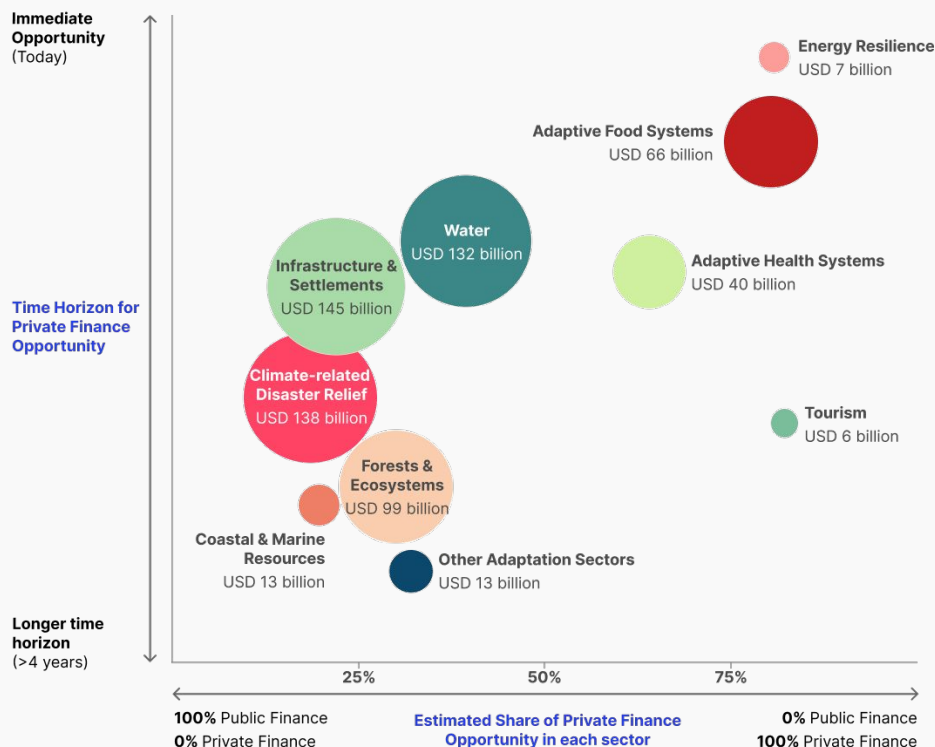 Immediate
Opportunity
(Today)
Energy Resilience
USD 7 billion
Adaptive Food Systems
USD 66 billion
Water
USD 132 billion
Infrastructure &
Settlements
USD 145 billion
Adaptive Health Systems
USD 40 billion
Time Horizon for
Private Finance
Opportunity
Climate-related
Disaster Relief
USD 138 billion
Tourism
USD 6 billion
Forests &
Ecosystems
USD 99 billion
Coastal & Marine
Resources
USD 13 billion
Other Adaptation Sectors
USD 13 billion
Longer time
horizon
(>4 years)
25%
50%
75%
100% Public Finance
0% Private Finance
Estimated Share of Private Finance
Opportunity in each sector
0% Public Finance
100% Private Finance